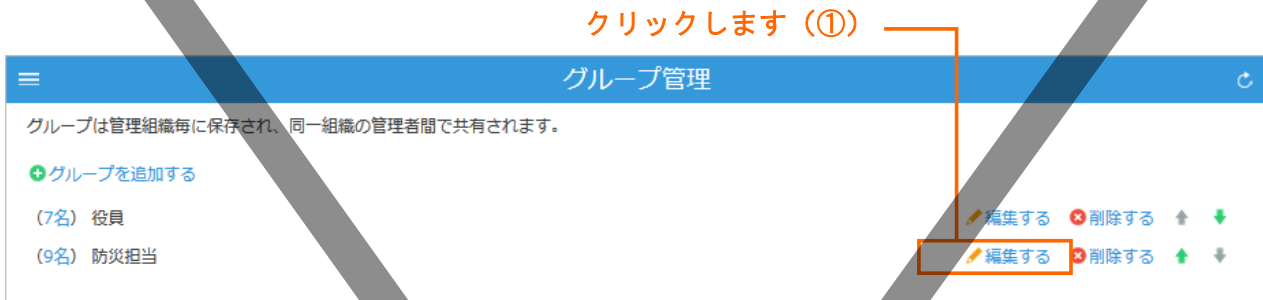 クリックします（①）
グループ管理
グループは管理組織毎に保存され、同一組織の管理者間で共有されます。
グループを追加する
（7名） 役員 編集する 削除する
（9名） 防災担当 編集する 削除する